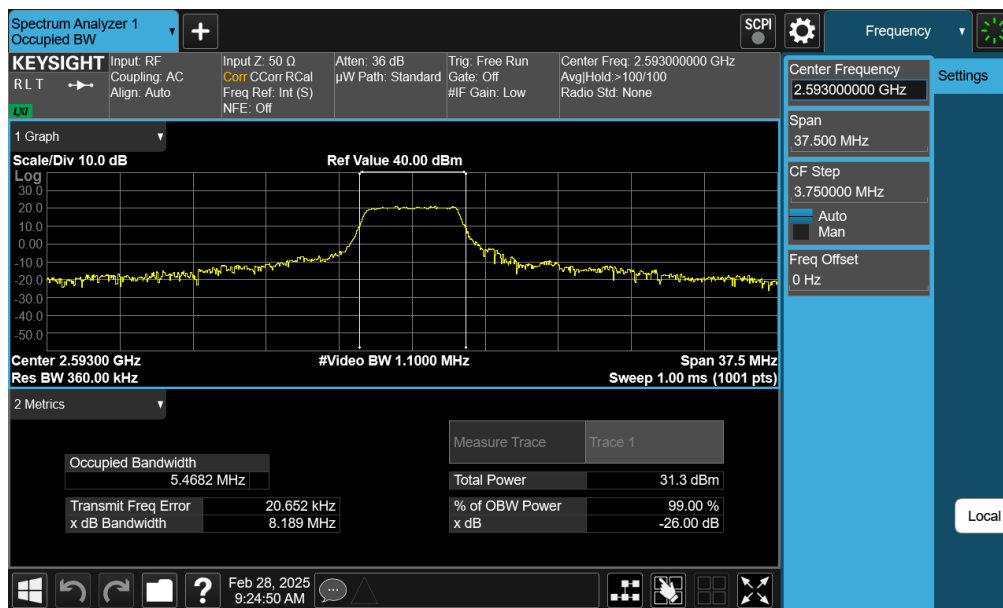 Spectrum Analyzer 1
Occupied BW
+
SCPI
Frequency
KEYSIGHT
R L T
LXI
Input: RF
Coupling: AC
Align: Auto
Input Z: 50 Ω
Corr CCorr RCal
Freq Ref: Int (S)
NFE: Off
Atten: 36 dB
µW Path: Standard
Trig: Free Run
Gate: Off
#IF Gain: Low
Center Freq: 2.593000000 GHz
Avg|Hold:>100/100
Radio Std: None
Center Frequency
2.593000000 GHz
Settings
Span
37.500 MHz
CF Step
3.750000 MHz
Auto
Man
Freq Offset
0 Hz
Local
1 Graph
Scale/Div 10.0 dB
Ref Value 40.00 dBm
Log
30.0
20.0
10.0
0.00
-10.0
-20.0
-30.0
-40.0
-50.0
Center 2.59300 GHz
#Video BW 1.1000 MHz
Span 37.5 MHz
Res BW 360.00 kHz
Sweep 1.00 ms (1001 pts)
2 Metrics
Measure Trace
Trace 1
Occupied Bandwidth
5.4682 MHz
Total Power
31.3 dBm
Transmit Freq Error
20.652 kHz
% of OBW Power
99.00 %
x dB Bandwidth
8.189 MHz
x dB
-26.00 dB
?
Feb 28, 2025
9:24:50 AM